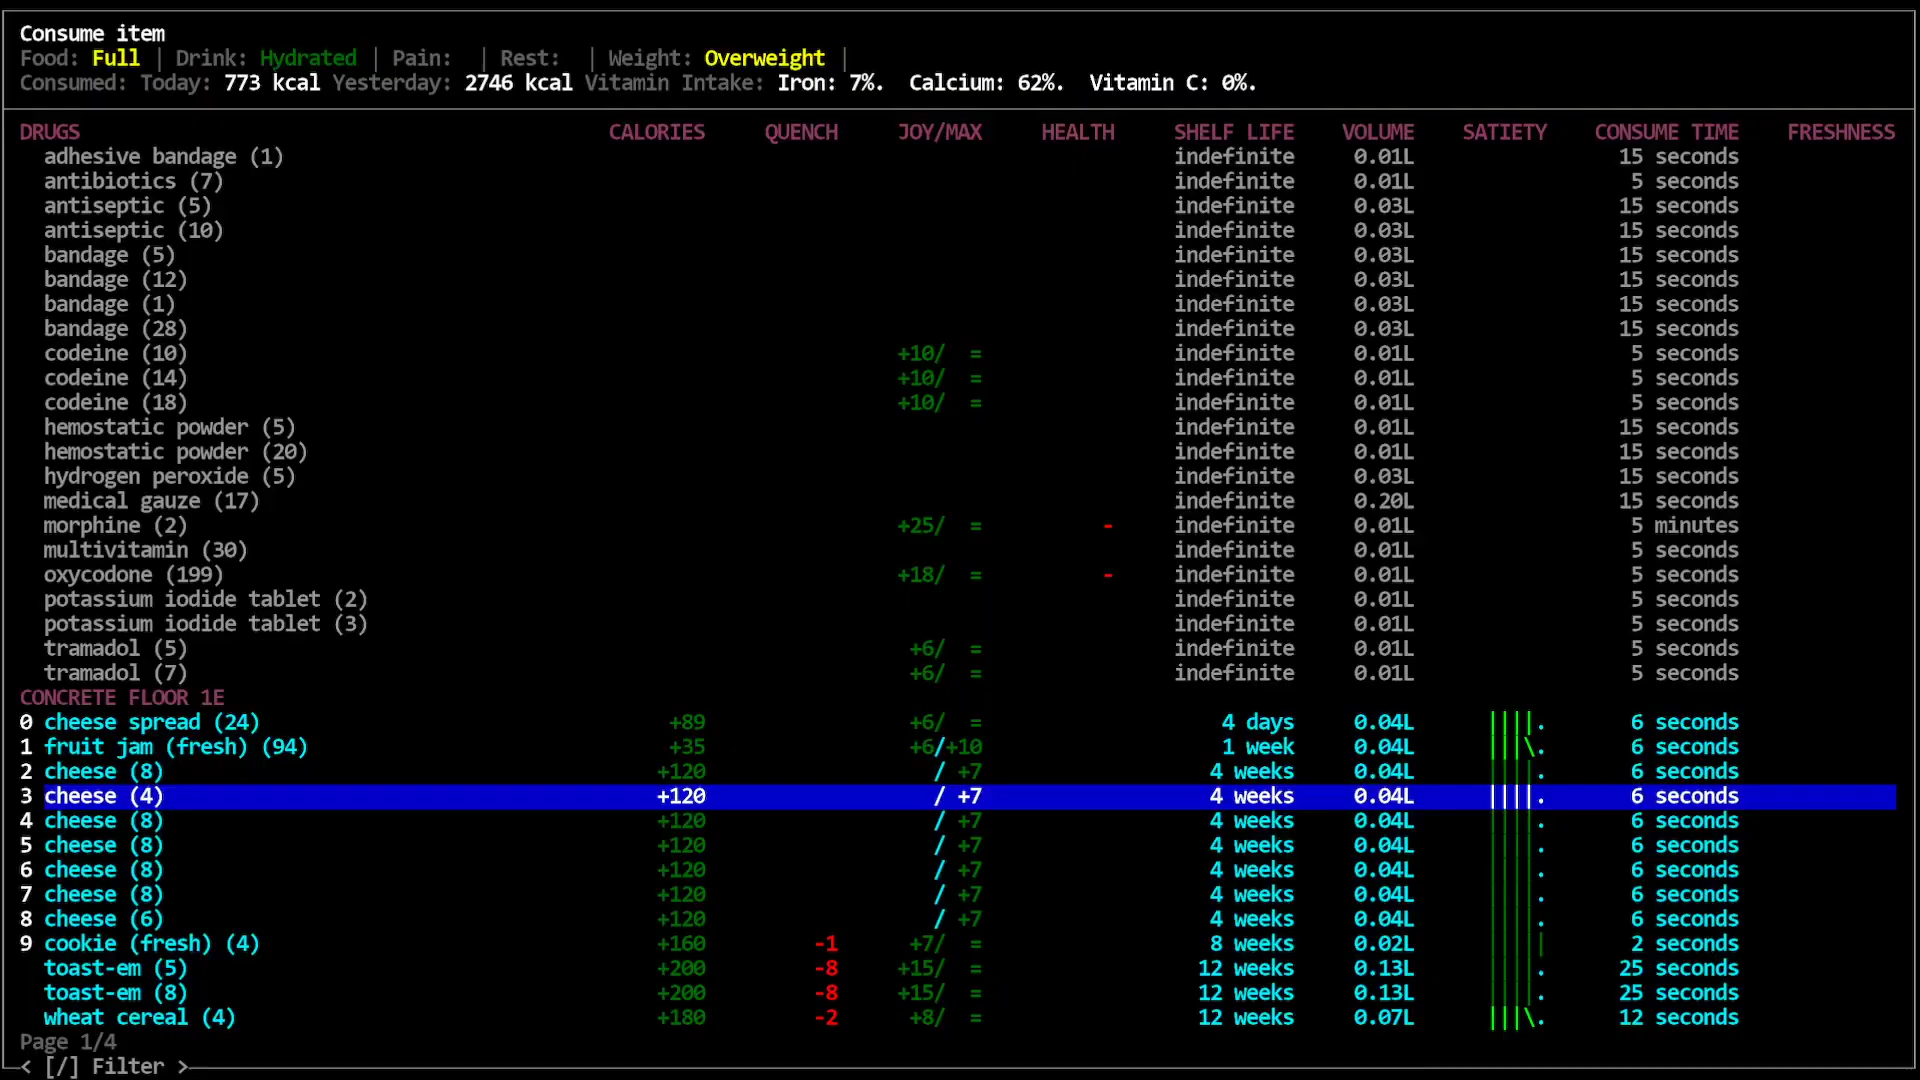 Consume item
Food: Full | Drink: Hydrated | Pain: | Rest: | Weight: Overweight |
Consumed: Today: 773 kcal Yesterday: 2746 kcal Vitamin Intake: Iron: 7%. Calcium: 62%. Vitamin C: 0%.
DRUGS CALORIES QUENCH JOY/MAX HEALTH SHELF LIFE VOLUME SATIETY CONSUME TIME FRESHNESS
adhesive bandage (1) indefinite 0.01L 15 seconds
antibiotics (7) indefinite 0.01L 5 seconds
antiseptic (5) indefinite 0.03L 15 seconds
antiseptic (10) indefinite 0.03L 15 seconds
bandage (5) indefinite 0.03L 15 seconds
bandage (12) indefinite 0.03L 15 seconds
bandage (1) indefinite 0.03L 15 seconds
bandage (28) indefinite 0.03L 15 seconds
codeine (10) +10/ = indefinite 0.01L 5 seconds
codeine (14) +10/ = indefinite 0.01L 5 seconds
codeine (18) +10/ = indefinite 0.01L 5 seconds
hemostatic powder (5) indefinite 0.01L 15 seconds
hemostatic powder (20) indefinite 0.01L 15 seconds
hydrogen peroxide (5) indefinite 0.03L 15 seconds
medical gauze (17) indefinite 0.20L 15 seconds
morphine (2) +25/ = - indefinite 0.01L 5 minutes
multivitamin (30) indefinite 0.01L 5 seconds
oxycodone (199) +18/ = - indefinite 0.01L 5 seconds
potassium iodide tablet (2) indefinite 0.01L 5 seconds
potassium iodide tablet (3) indefinite 0.01L 5 seconds
tramadol (5) +6/ = indefinite 0.01L 5 seconds
tramadol (7) +6/ = indefinite 0.01L 5 seconds
CONCRETE FLOOR 1E
0 cheese spread (24) +89 +6/ = 4 days 0.04L ||||. 6 seconds
1 fruit jam (fresh) (94) +35 +6/+10 1 week 0.04L |||\. 6 seconds
2 cheese (8) +120 / +7 4 weeks 0.04L ||||. 6 seconds
3 cheese (4) +120 / +7 4 weeks 0.04L ||||. 6 seconds
4 cheese (8) +120 / +7 4 weeks 0.04L ||||. 6 seconds
5 cheese (8) +120 / +7 4 weeks 0.04L ||||. 6 seconds
6 cheese (8) +120 / +7 4 weeks 0.04L ||||. 6 seconds
7 cheese (8) +120 / +7 4 weeks 0.04L ||||. 6 seconds
8 cheese (6) +120 / +7 4 weeks 0.04L ||||. 6 seconds
9 cookie (fresh) (4) +160 -1 +7/ = 8 weeks 0.02L ||||| 2 seconds
toast-em (5) +200 -8 +15/ = 12 weeks 0.13L ||||. 25 seconds
toast-em (8) +200 -8 +15/ = 12 weeks 0.13L ||||. 25 seconds
wheat cereal (4) +180 -2 +8/ = 12 weeks 0.07L |||\. 12 seconds
Page 1/4
< [/] Filter >